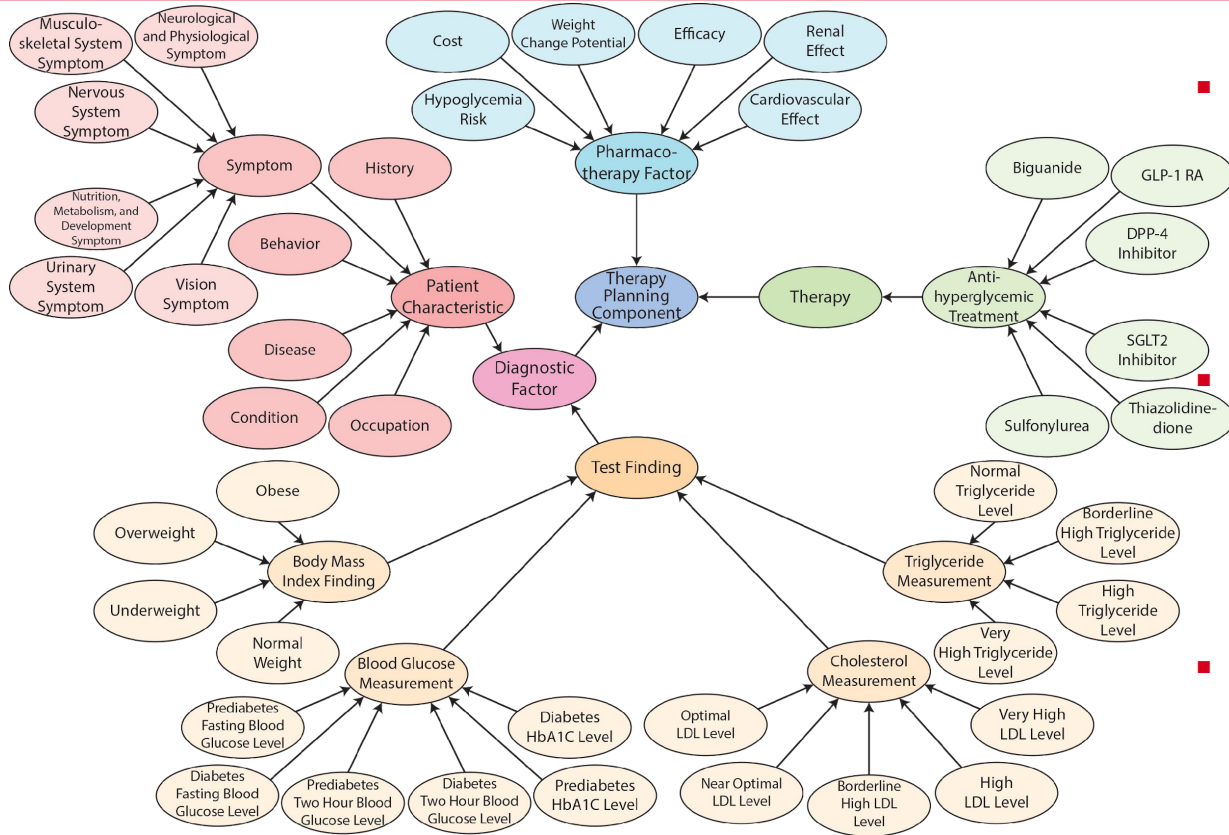 Musculo-
skeletal System
Symptom
Neurological
and Physiological
Symptom
Nervous
System
Symptom
Symptom
Nutrition,
Metabolism, and
Development
Symptom
Urinary
System
Symptom
Vision
Symptom
History
Behavior
Patient
Characteristic
Disease
Condition
Occupation
Diagnostic
Factor
Cost
Weight
Change Potential
Efficacy
Renal
Effect
Hypoglycemia
Risk
Cardiovascular
Effect
Pharmaco-
therapy Factor
Therapy
Planning
Component
Therapy
Anti-
hyperglycemic
Treatment
Biguanide
GLP-1 RA
DPP-4
Inhibitor
SGLT2
Inhibitor
Thiazolidine-
dione
Sulfonylurea
Test Finding
Obese
Overweight
Body Mass
Index Finding
Underweight
Normal
Weight
Blood Glucose
Measurement
Prediabetes
Fasting Blood
Glucose Level
Diabetes
Fasting Blood
Glucose Level
Prediabetes
Two Hour Blood
Glucose Level
Diabetes
Two Hour Blood
Glucose Level
Prediabetes
HbA1C Level
Diabetes
HbA1C Level
Cholesterol
Measurement
Optimal
LDL Level
Near Optimal
LDL Level
Borderline
High LDL
Level
High
LDL Level
Very High
LDL Level
Triglyceride
Measurement
Normal
Triglyceride
Level
Borderline
High Triglyceride
Level
High
Triglyceride
Level
Very
High Triglyceride
Level